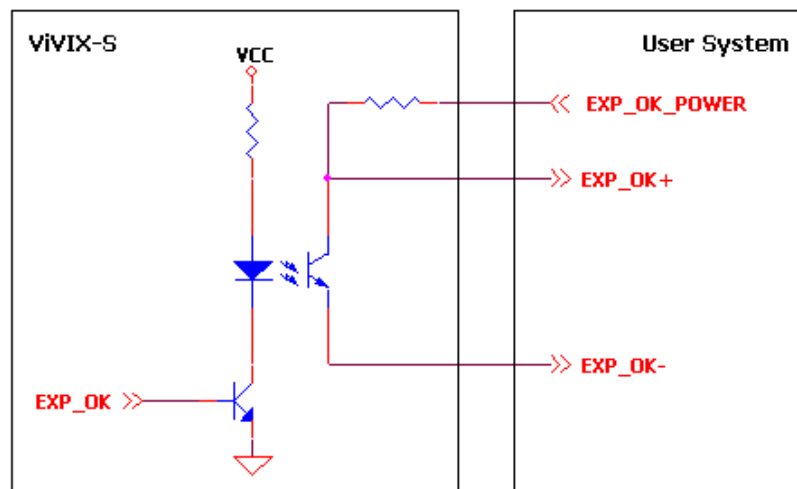 ViVIX-S
User System
VCC
EXP_OK_POWER
EXP_OK+
EXP_OK-
EXP_OK